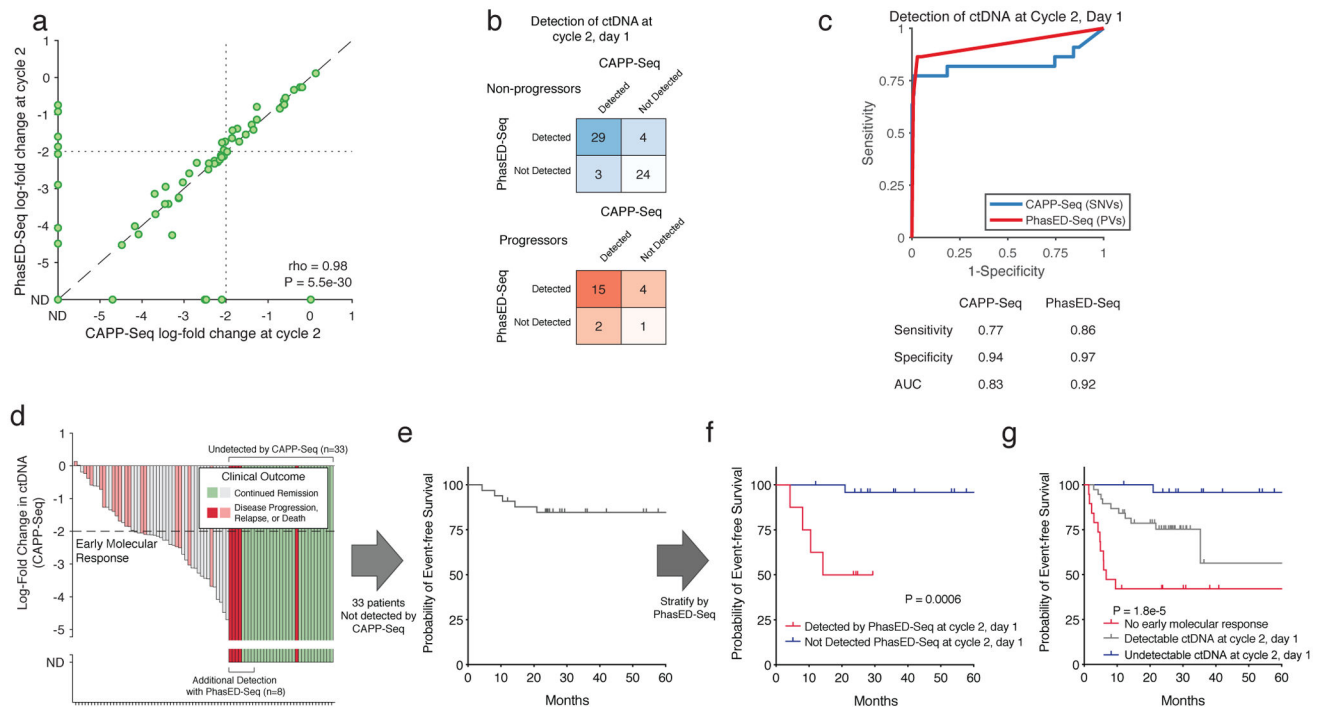 a
PhasED-Seq log-fold change at cycle 2
1
0
-1
-2
-3
-4
-5
ND
ND
-5
-4
-3
-2
-1
0
1
rho = 0.98
P = 5.5e-30
CAPP-Seq log-fold change at cycle 2
b
Detection of ctDNA at
cycle 2, day 1
CAPP-Seq
Non-progressors
Detected
Not Detected
PhasED-Seq
Detected
29
4
Not Detected
3
24
CAPP-Seq
Progressors
Detected
Not Detected
PhasED-Seq
Detected
15
4
Not Detected
2
1
c
Detection of ctDNA at Cycle 2, Day 1
Sensitivity
1
0.75
0.5
0.25
0
CAPP-Seq (SNVs)
PhasED-Seq (PVs)
0
0.25
0.5
0.75
1
1-Specificity
CAPP-Seq PhasED-Seq
Sensitivity 0.77 0.86
Specificity 0.94 0.97
AUC 0.83 0.92
d
Log-Fold Change in ctDNA
(CAPP-Seq)
1
0
-1
-2
-3
-4
-5
ND
Undetected by CAPP-Seq (n=33)
Clinical Outcome
Continued Remission
Disease Progression,
Relapse, or Death
Early Molecular
Response
Additional Detection
with PhasED-Seq (n=8)
33 patients
Not detected by
CAPP-Seq
e
Probability of Event-free Survival
100
75
50
25
0
0
10
20
30
40
50
60
Months
Stratify by
PhasED-Seq
f
Probability of Event-free Survival
100
75
50
25
0
P = 0.0006
Detected by PhasED-Seq at cycle 2, day 1
Not Detected PhasED-Seq at cycle 2, day 1
0
10
20
30
40
50
60
Months
g
Probability of Event-free Survival
100
75
50
25
0
P = 1.8e-5
No early molecular response
Detectable ctDNA at cycle 2, day 1
Undetectable ctDNA at cycle 2, day 1
0
10
20
30
40
50
60
Months